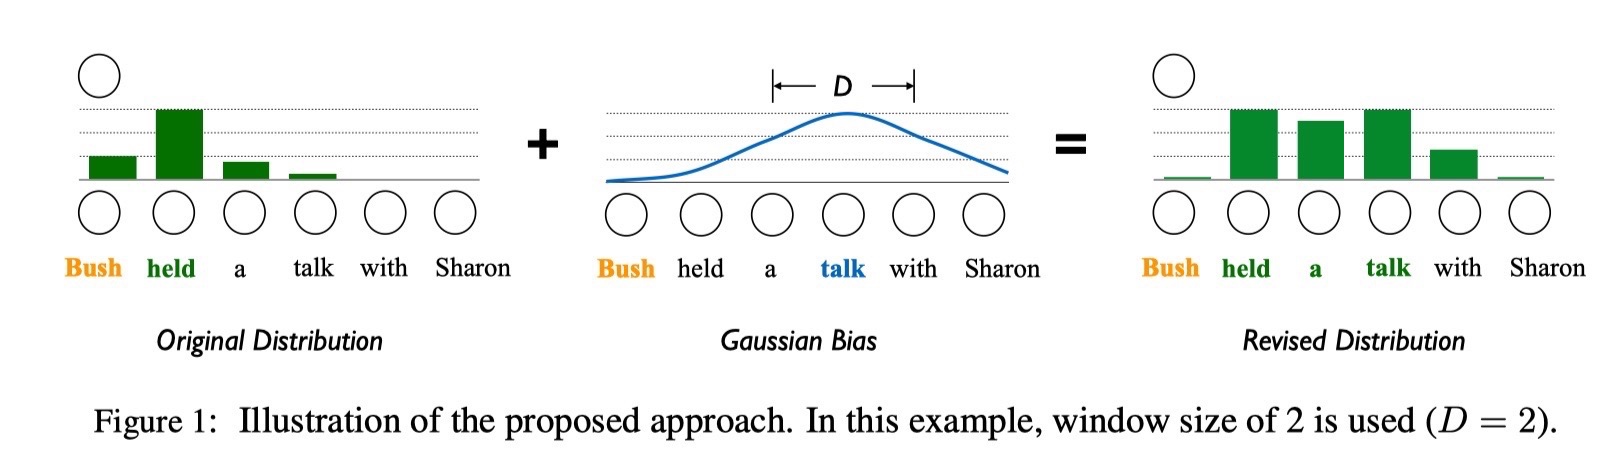 D
+
=
Bush held a talk with Sharon
Bush held a talk with Sharon
Bush held a talk with Sharon
Original Distribution
Gaussian Bias
Revised Distribution
Figure 1: Illustration of the proposed approach. In this example, window size of 2 is used (D = 2).